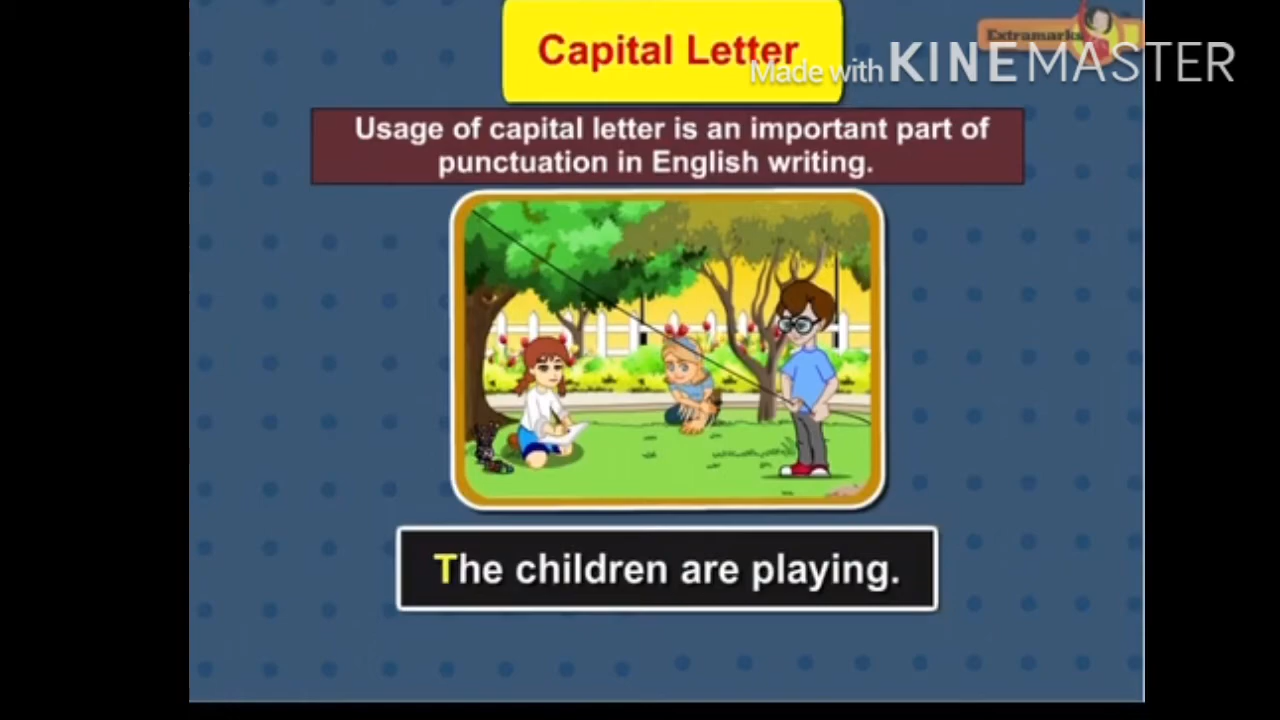 Capital Letter
Extramarks
Made with KINEMASTER
Usage of capital letter is an important part of
punctuation in English writing.
The children are playing.